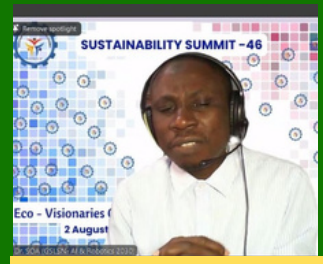 Remove spotlight
SUSTAINABILITY SUMMIT -46
Eco - Visionaries
2 August